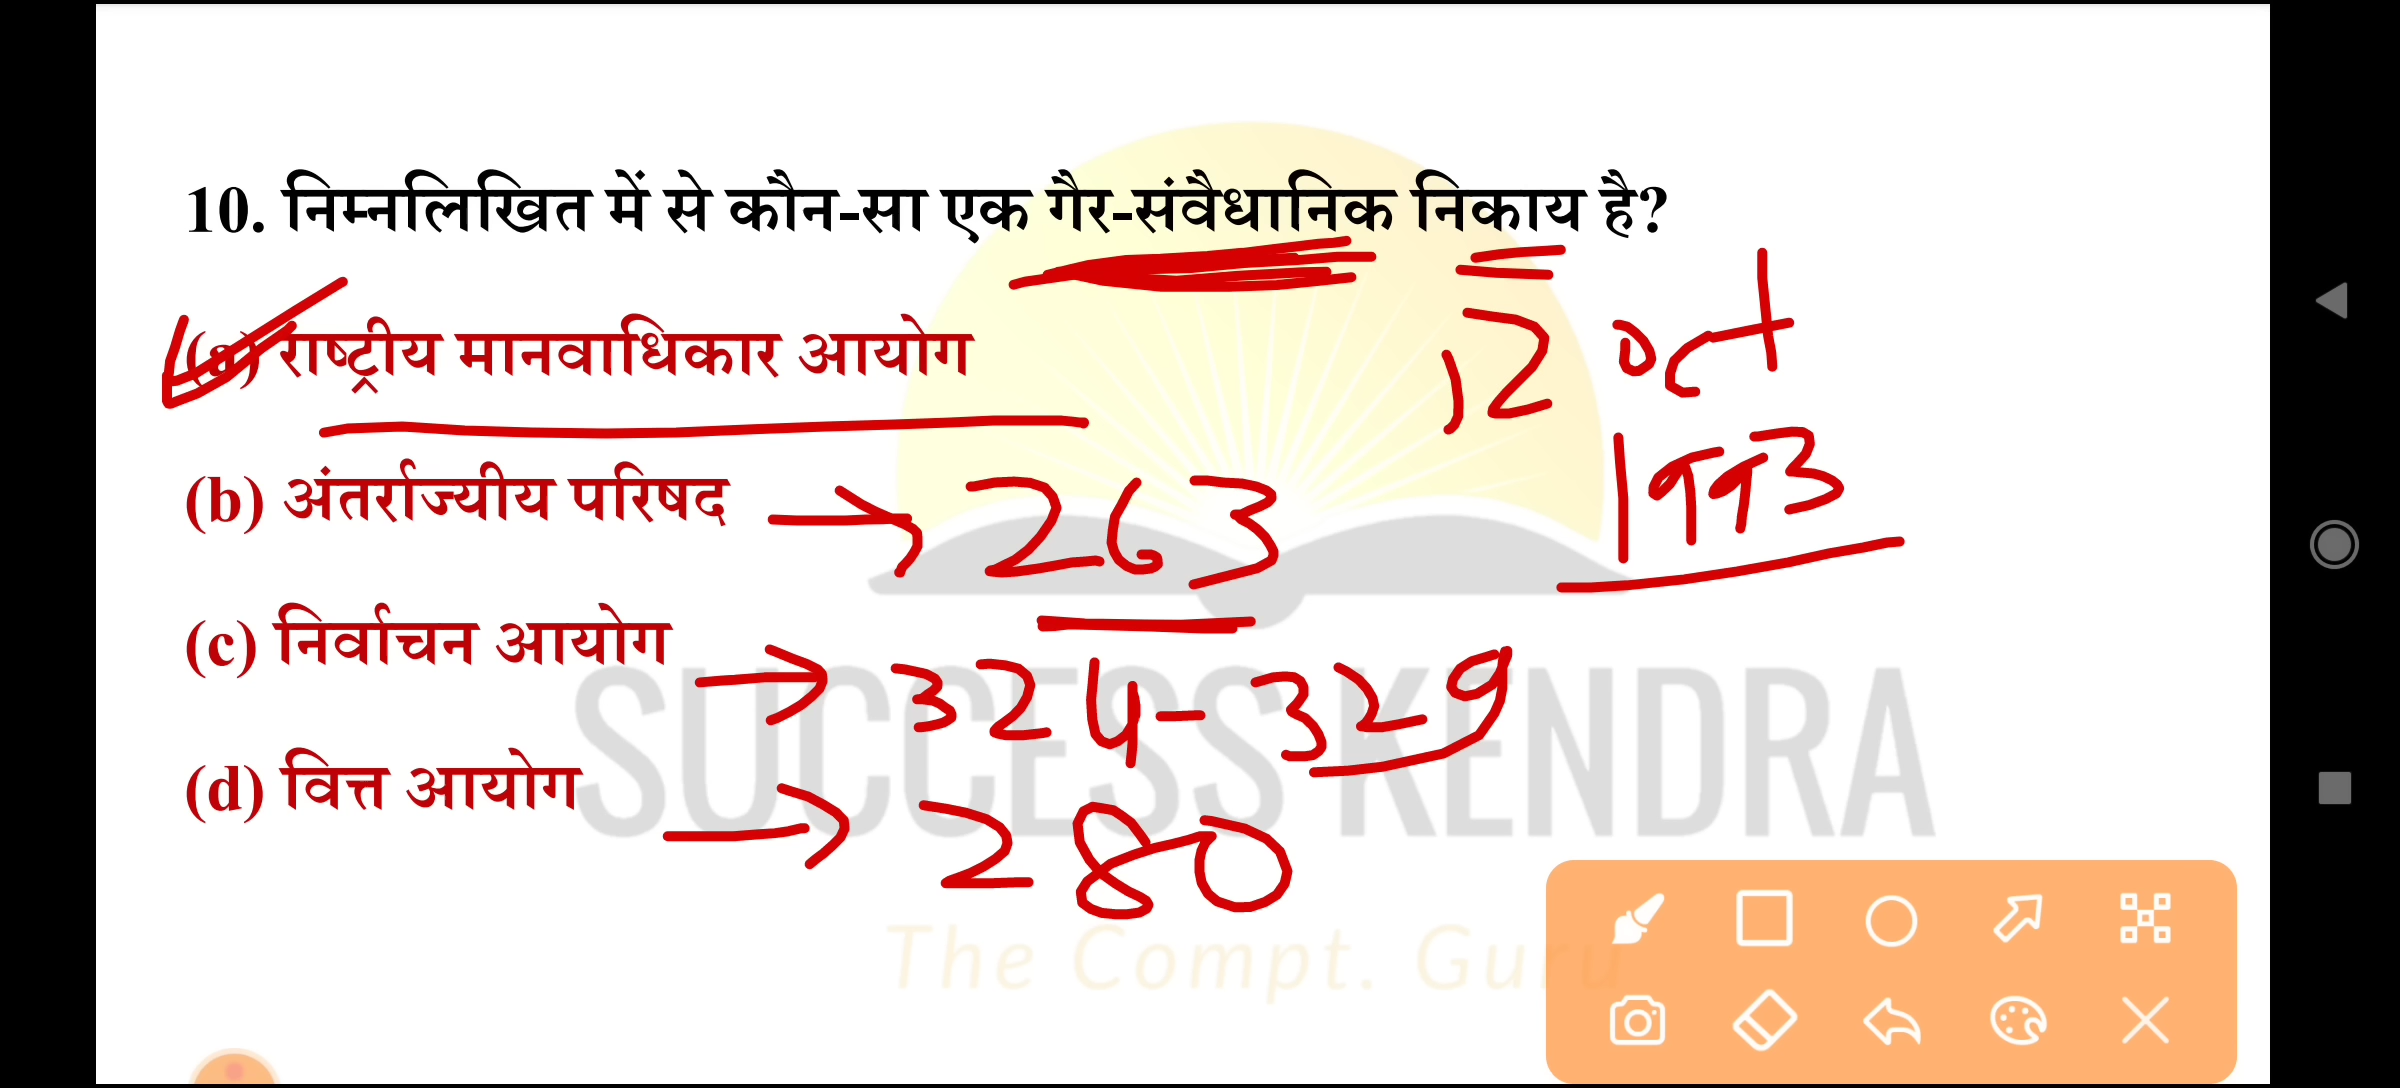 10. निम्नलिखित में से कौन-सा एक गैर-संवैधानिक निकाय है?
(a) राष्ट्रीय मानवाधिकार आयोग
12 oct
1993
(b) अंतर्राज्यीय परिषद → 263
(c) निर्वाचन आयोग → 324-329
(d) वित्त आयोग → 280
SUCCESS KENDRA
The Compt. Guru